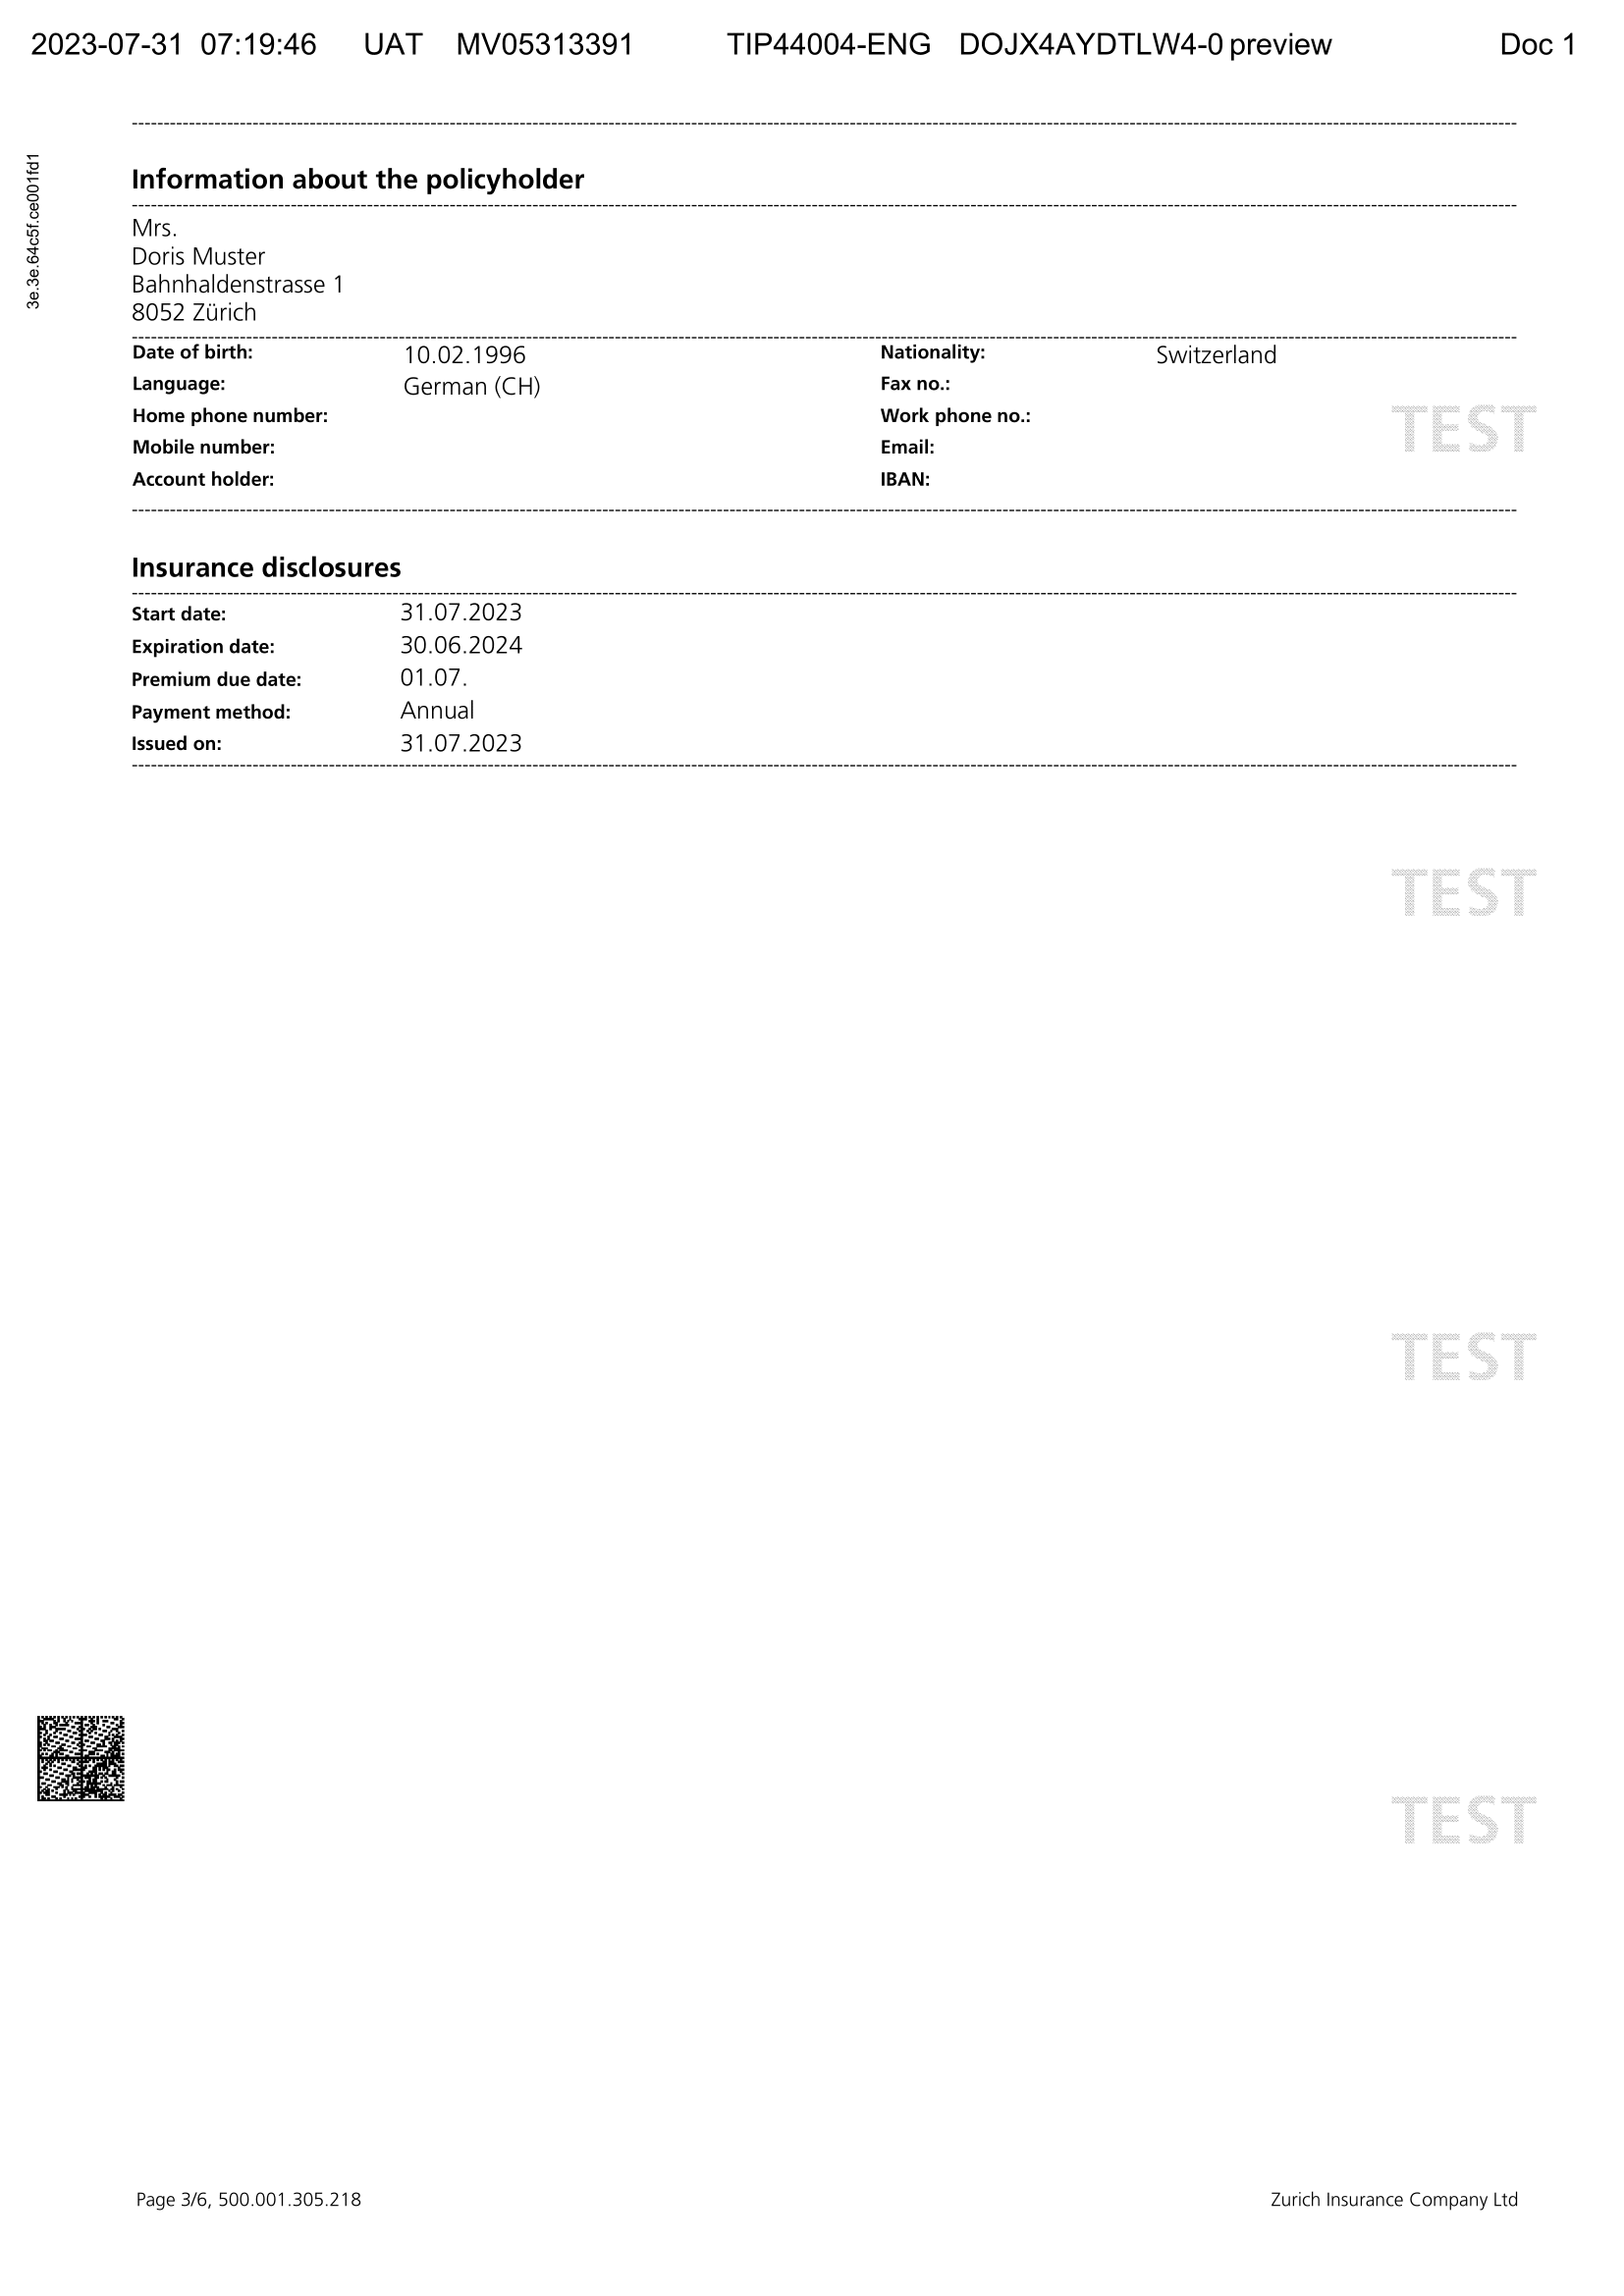 2023-07-31 07:19:46 UAT MV05313391 TIP44004-ENG DOJX4AYDTLW4-0 preview Doc 1
3e.3e.64c5f.ce001fd1
Information about the policyholder
Mrs.
Doris Muster
Bahnhaldenstrasse 1
8052 Zürich
Date of birth: 10.02.1996 Nationality: Switzerland
Language: German (CH) Fax no.:
Home phone number: Work phone no.:
TEST
Mobile number: Email:
Account holder: IBAN:
Insurance disclosures
Start date: 31.07.2023
Expiration date: 30.06.2024
Premium due date: 01.07.
Payment method: Annual
Issued on: 31.07.2023
TEST
TEST
TEST
Page 3/6, 500.001.305.218 Zurich Insurance Company Ltd